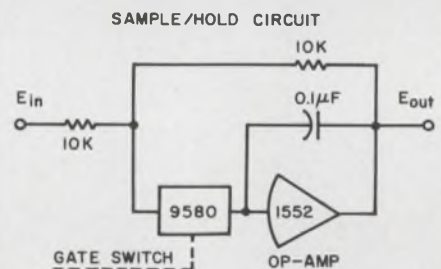 SAMPLE/HOLD CIRCUIT
10K
Ein
0.1µF
Eout
10K
9580
1552
GATE SWITCH
OP-AMP